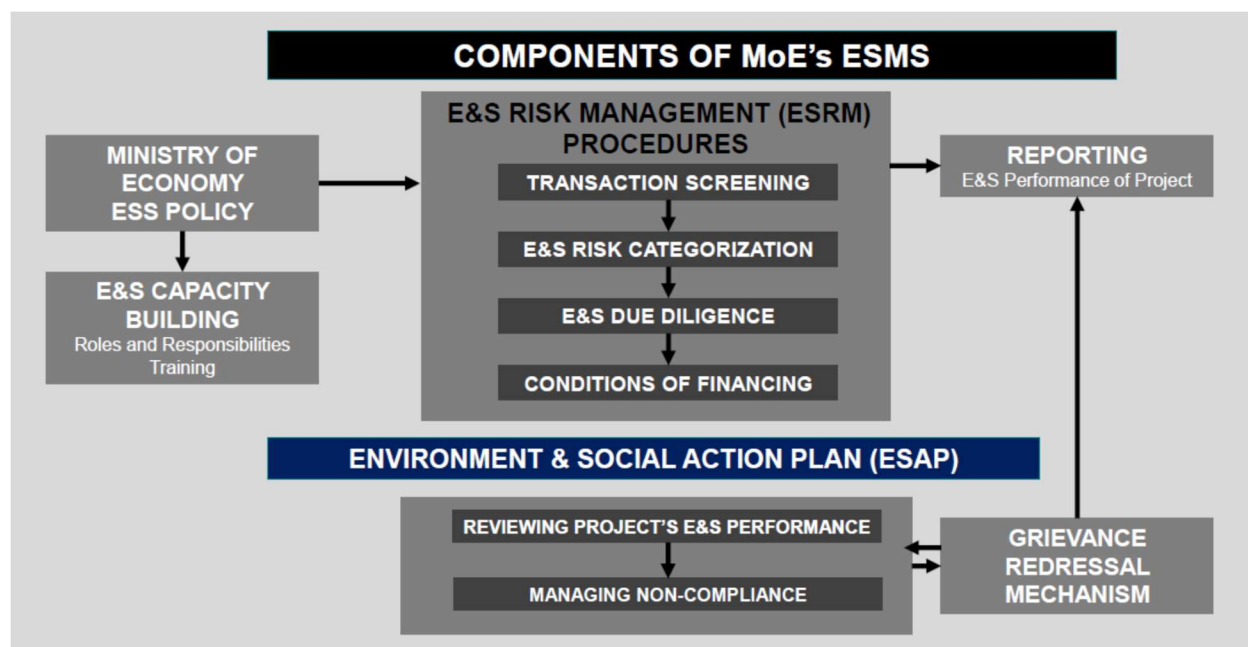 COMPONENTS OF MoE's ESMS
MINISTRY OF
ECONOMY
ESS POLICY
E&S CAPACITY
BUILDING
Roles and Responsibilities
Training
E&S RISK MANAGEMENT (ESRM)
PROCEDURES
TRANSACTION SCREENING
E&S RISK CATEGORIZATION
E&S DUE DILIGENCE
CONDITIONS OF FINANCING
REPORTING
E&S Performance of Project
ENVIRONMENT & SOCIAL ACTION PLAN (ESAP)
REVIEWING PROJECT'S E&S PERFORMANCE
MANAGING NON-COMPLIANCE
GRIEVANCE
REDRESSAL
MECHANISM